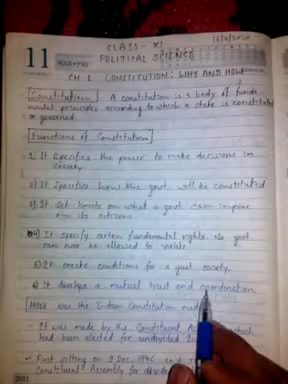 CLASS - XI
11 POLITICAL SCIENCE
CH 1 CONSTITUTION: WHY AND HOW
Constitution A constitution is a body of funda
mental principles according to which a state is constituted
or governed
Functions of Constitution
1) It specifies the power to make decisions in
society
2) It specifies how the govt will be constituted
3) It set limits on what a govt can impose
on its citizens
4) It specify certain fundamental rights. No govt
can ever be allowed to violate
5) It create conditions for a just society.
6) It develops a mutual trust and coordination
How was the Indian Constitution made
- It was made by the Constituent which
had been elected for undivided
- First sitting on 9 Dec. 1946 and
Constituent Assembly for divided